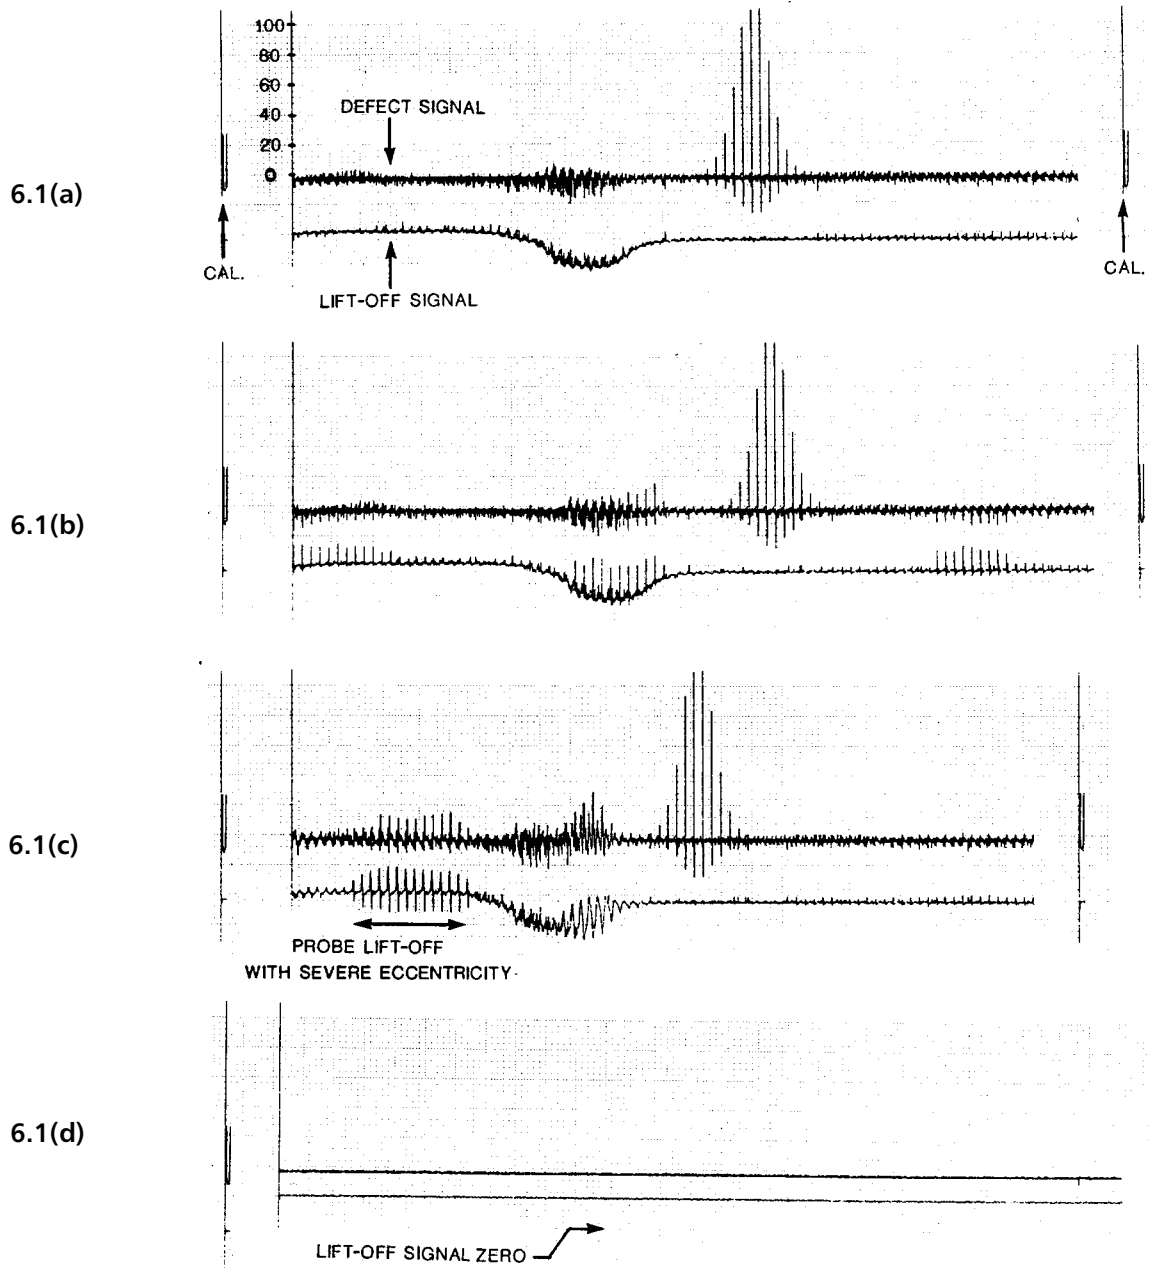 100
80
60
40
20
0
DEFECT SIGNAL
6.1(a)
CAL.
LIFT-OFF SIGNAL
CAL.
6.1(b)
6.1(c)
PROBE LIFT-OFF
WITH SEVERE ECCENTRICITY
6.1(d)
LIFT-OFF SIGNAL ZERO